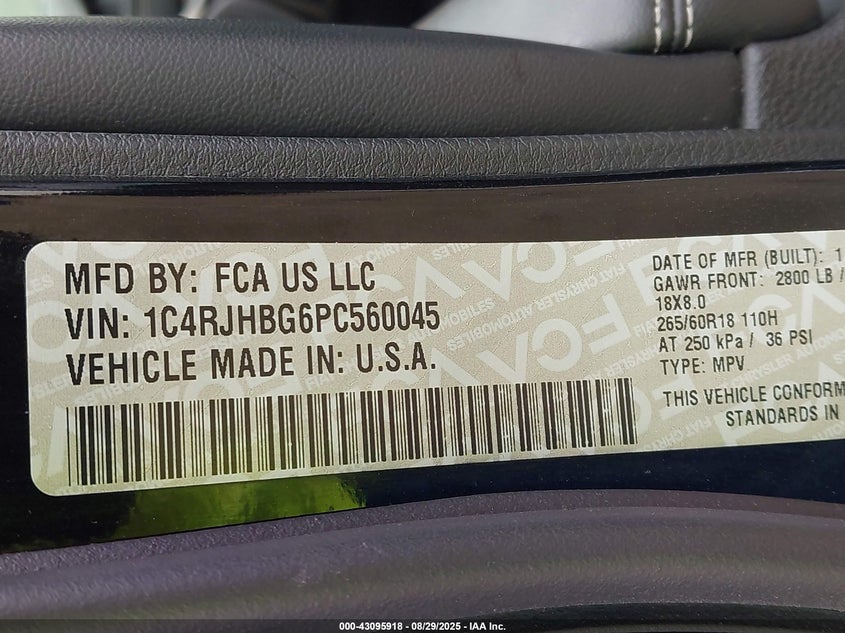 MFD BY: FCA US LLC
VIN: 1C4RJHBG6PC560045
VEHICLE MADE IN: U.S.A.
DATE OF MFR (BUILT): 1
GAWR FRONT: 2800 LB /
18X8.0
265/60R18 110H
AT 250 kPa / 36 PSI
TYPE: MPV
THIS VEHICLE CONFORM
STANDARDS IN
000-43095918 - 08/29/2025 - IAA Inc.